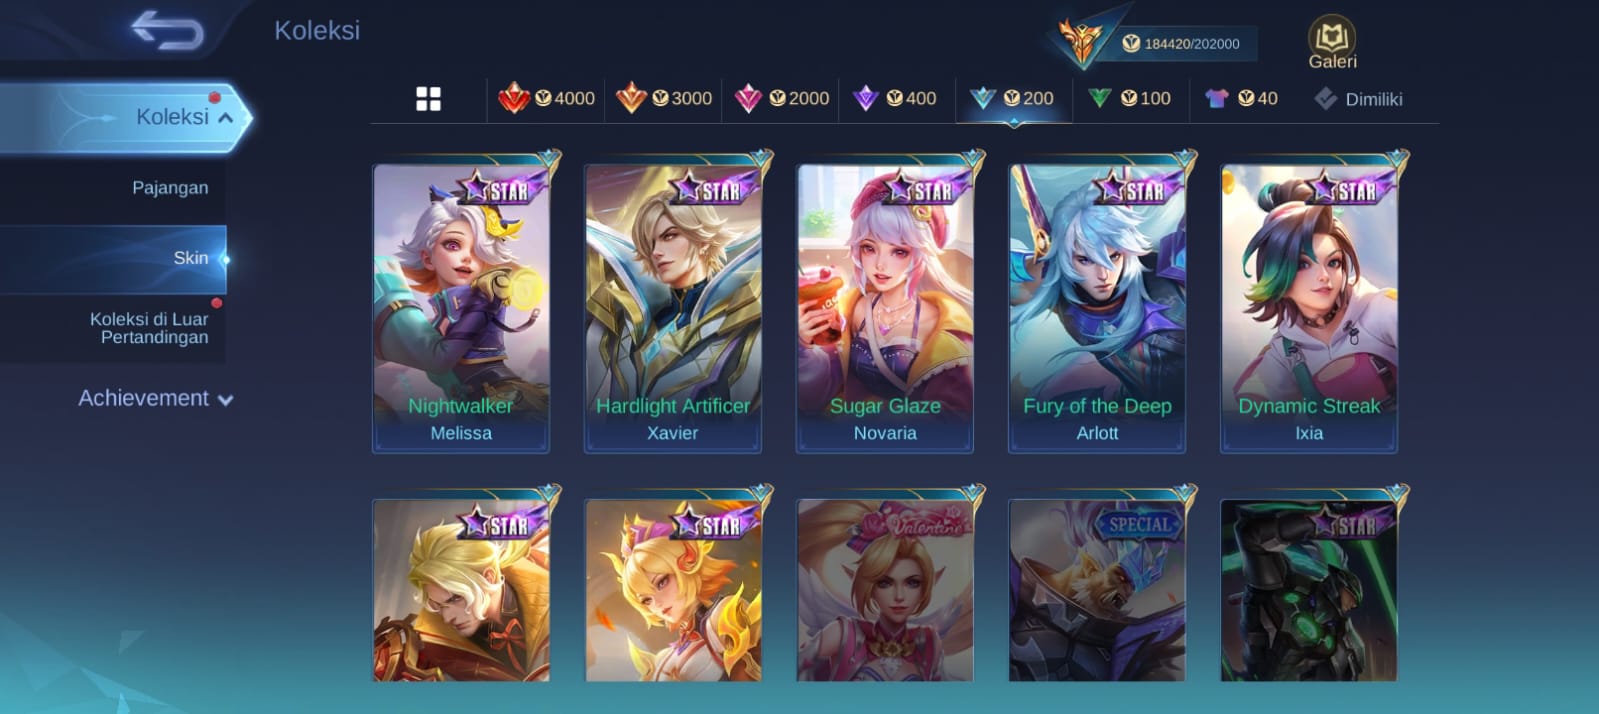 Koleksi
184420/202000
Galeri
4000
3000
2000
400
200
100
40
Dimiliki
Koleksi
Pajangan
Skin
Koleksi di Luar
Pertandingan
Achievement
STAR
STAR
STAR
STAR
STAR
Nightwalker
Melissa
Hardlight Artificer
Xavier
Sugar Glaze
Novaria
Fury of the Deep
Arlott
Dynamic Streak
Ixia
STAR
STAR
Valentine
SPECIAL
STAR